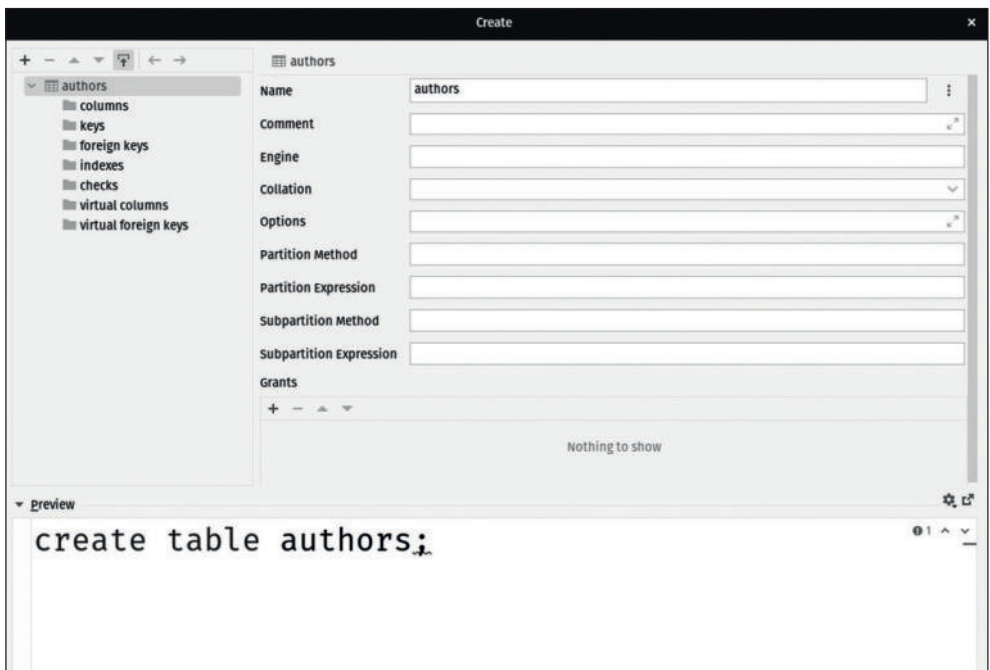 Create
authors
columns
keys
foreign keys
indexes
checks
virtual columns
virtual foreign keys
authors
Name
authors
Comment
Engine
Collation
Options
Partition Method
Partition Expression
Subpartition Method
Subpartition Expression
Grants
Nothing to show
Preview
1
create table authors;